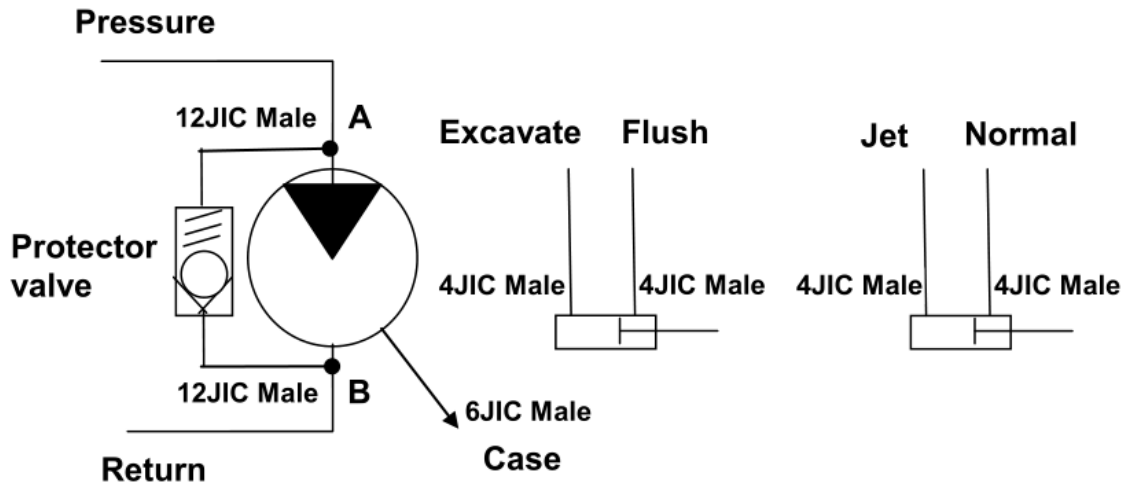 Pressure
12JIC Male
A
Protector
valve
12JIC Male
B
Return
6JIC Male
Case
Excavate
Flush
4JIC Male
4JIC Male
Jet
Normal
4JIC Male
4JIC Male